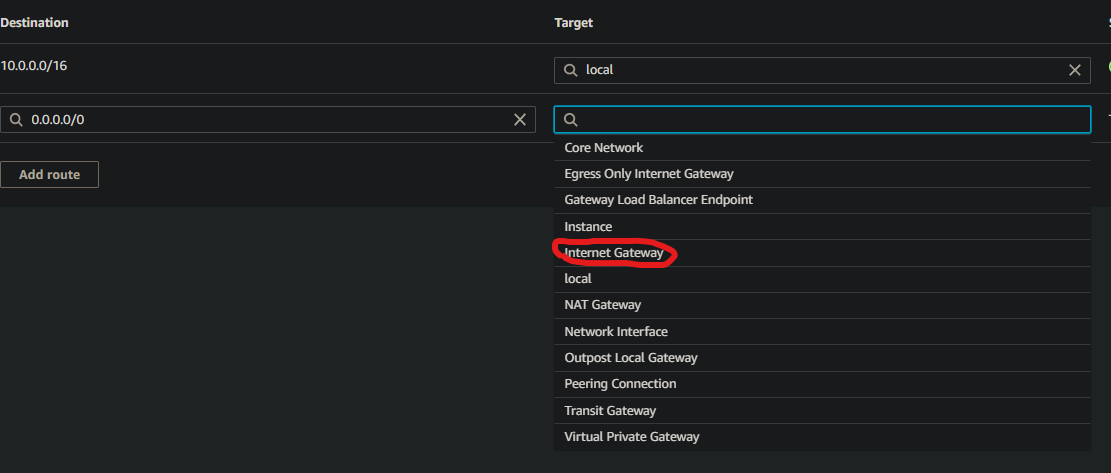 Destination Target
10.0.0.0/16 local
0.0.0.0/0
Core Network
Egress Only Internet Gateway
Add route
Gateway Load Balancer Endpoint
Instance
Internet Gateway
local
NAT Gateway
Network Interface
Outpost Local Gateway
Peering Connection
Transit Gateway
Virtual Private Gateway